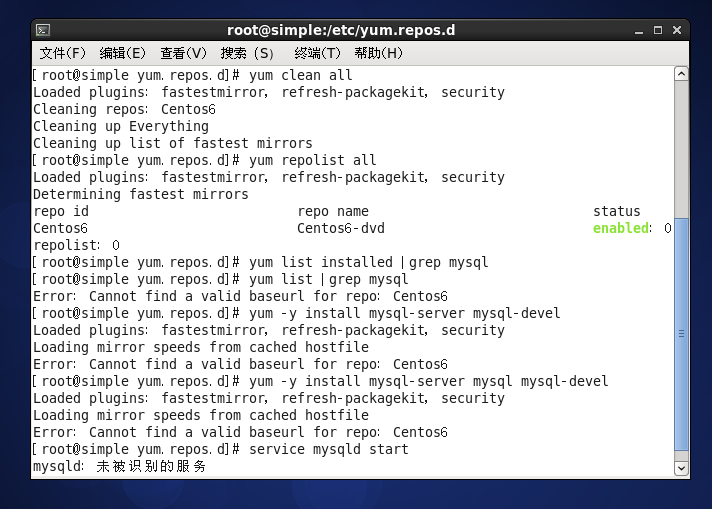 root@simple:/etc/yum.repos.d
文件(F) 编辑(E) 查看(V) 搜索 (S) 终端(T) 帮助(H)
[root@simple yum.repos.d]# yum clean all
Loaded plugins: fastestmirror, refresh-packagekit, security
Cleaning repos: Centos6
Cleaning up Everything
Cleaning up list of fastest mirrors
[root@simple yum.repos.d]# yum repolist all
Loaded plugins: fastestmirror, refresh-packagekit, security
Determining fastest mirrors
repo id repo name status
Centos6 Centos6-dvd enabled: 0
repolist: 0
[root@simple yum.repos.d]# yum list installed |grep mysql
[root@simple yum.repos.d]# yum list |grep mysql
Error: Cannot find a valid baseurl for repo: Centos6
[root@simple yum.repos.d]# yum -y install mysql-server mysql-devel
Loaded plugins: fastestmirror, refresh-packagekit, security
Loading mirror speeds from cached hostfile
Error: Cannot find a valid baseurl for repo: Centos6
[root@simple yum.repos.d]# yum -y install mysql-server mysql mysql-devel
Loaded plugins: fastestmirror, refresh-packagekit, security
Loading mirror speeds from cached hostfile
Error: Cannot find a valid baseurl for repo: Centos6
[root@simple yum.repos.d]# service mysqld start
mysqld: 未被识别的服务